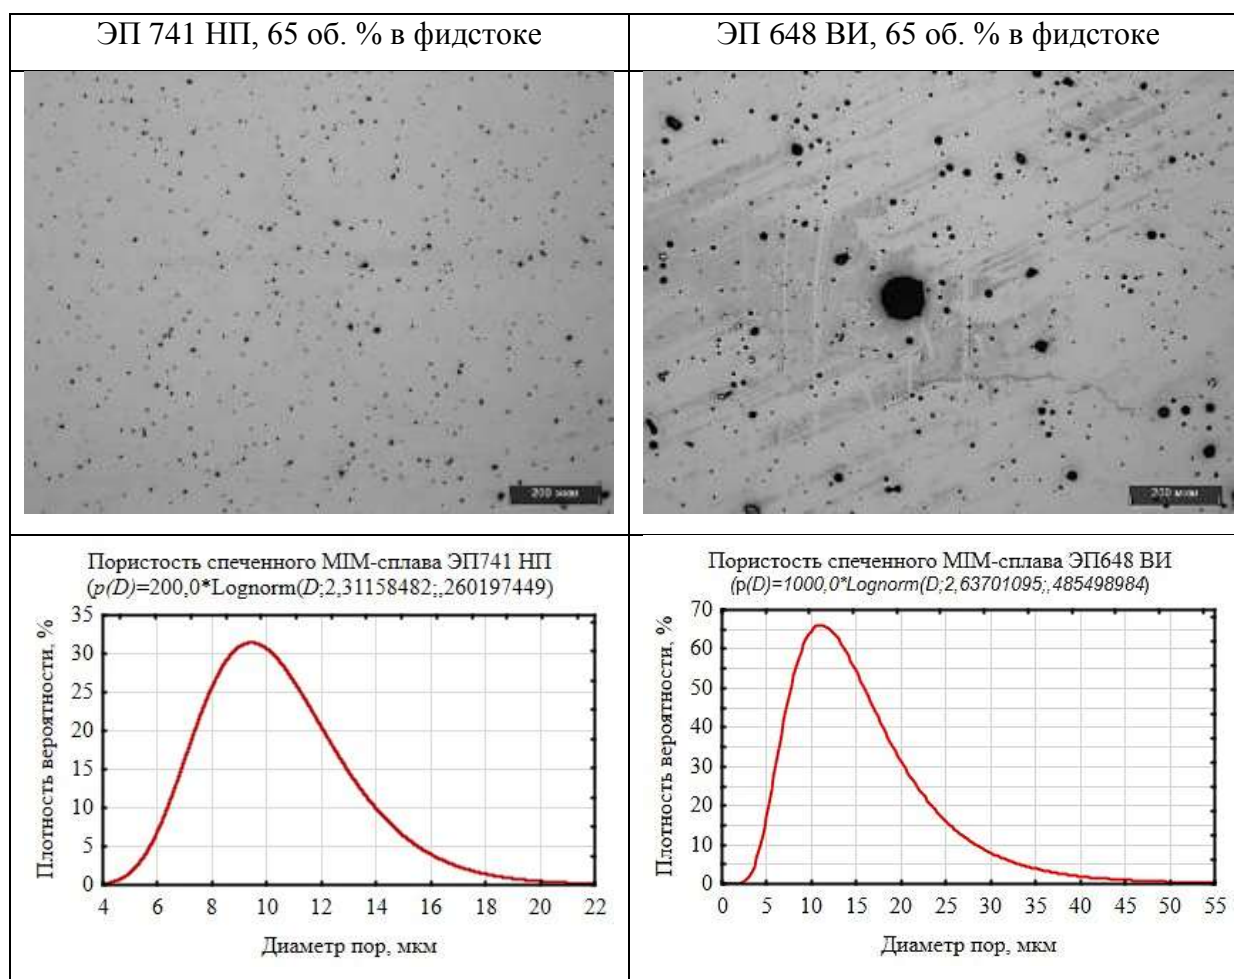 ЭП 741 НП, 65 об. % в фидстоке
ЭП 648 ВИ, 65 об. % в фидстоке
200 мкм
200 мкм
Пористость спеченного MIM-сплава ЭП741 НП
(p(D)=200,0*Lognorm(D;2,31158482;,260197449)
Плотность вероятности, %
35
30
25
20
15
10
5
0
4 6 8 10 12 14 16 18 20 22
Диаметр пор, мкм
Пористость спеченного MIM-сплава ЭП648 ВИ
(p(D)=1000,0*Lognorm(D;2,63701095;,485498984)
Плотность вероятности, %
70
60
50
40
30
20
10
0
0 5 10 15 20 25 30 35 40 45 50 55
Диаметр пор, мкм